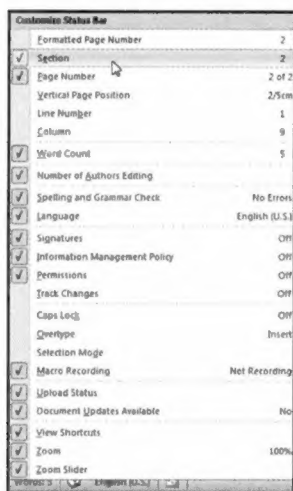 Customize Status Bar
Formatted Page Number 2
Section 2
Page Number 2 of 2
Vertical Page Position 2/5cm
Line Number 1
Column 9
Word Count 5
Number of Authors Editing
Spelling and Grammar Check No Errors
Language English (U.S.)
Signatures Off
Information Management Policy Off
Permissions Off
Track Changes Off
Caps Lock Off
Overtype Insert
Selection Mode
Macro Recording Not Recording
Upload Status
Document Updates Available No
View Shortcuts
Zoom 100%
Zoom Slider
Words: 5 English (U.S.)